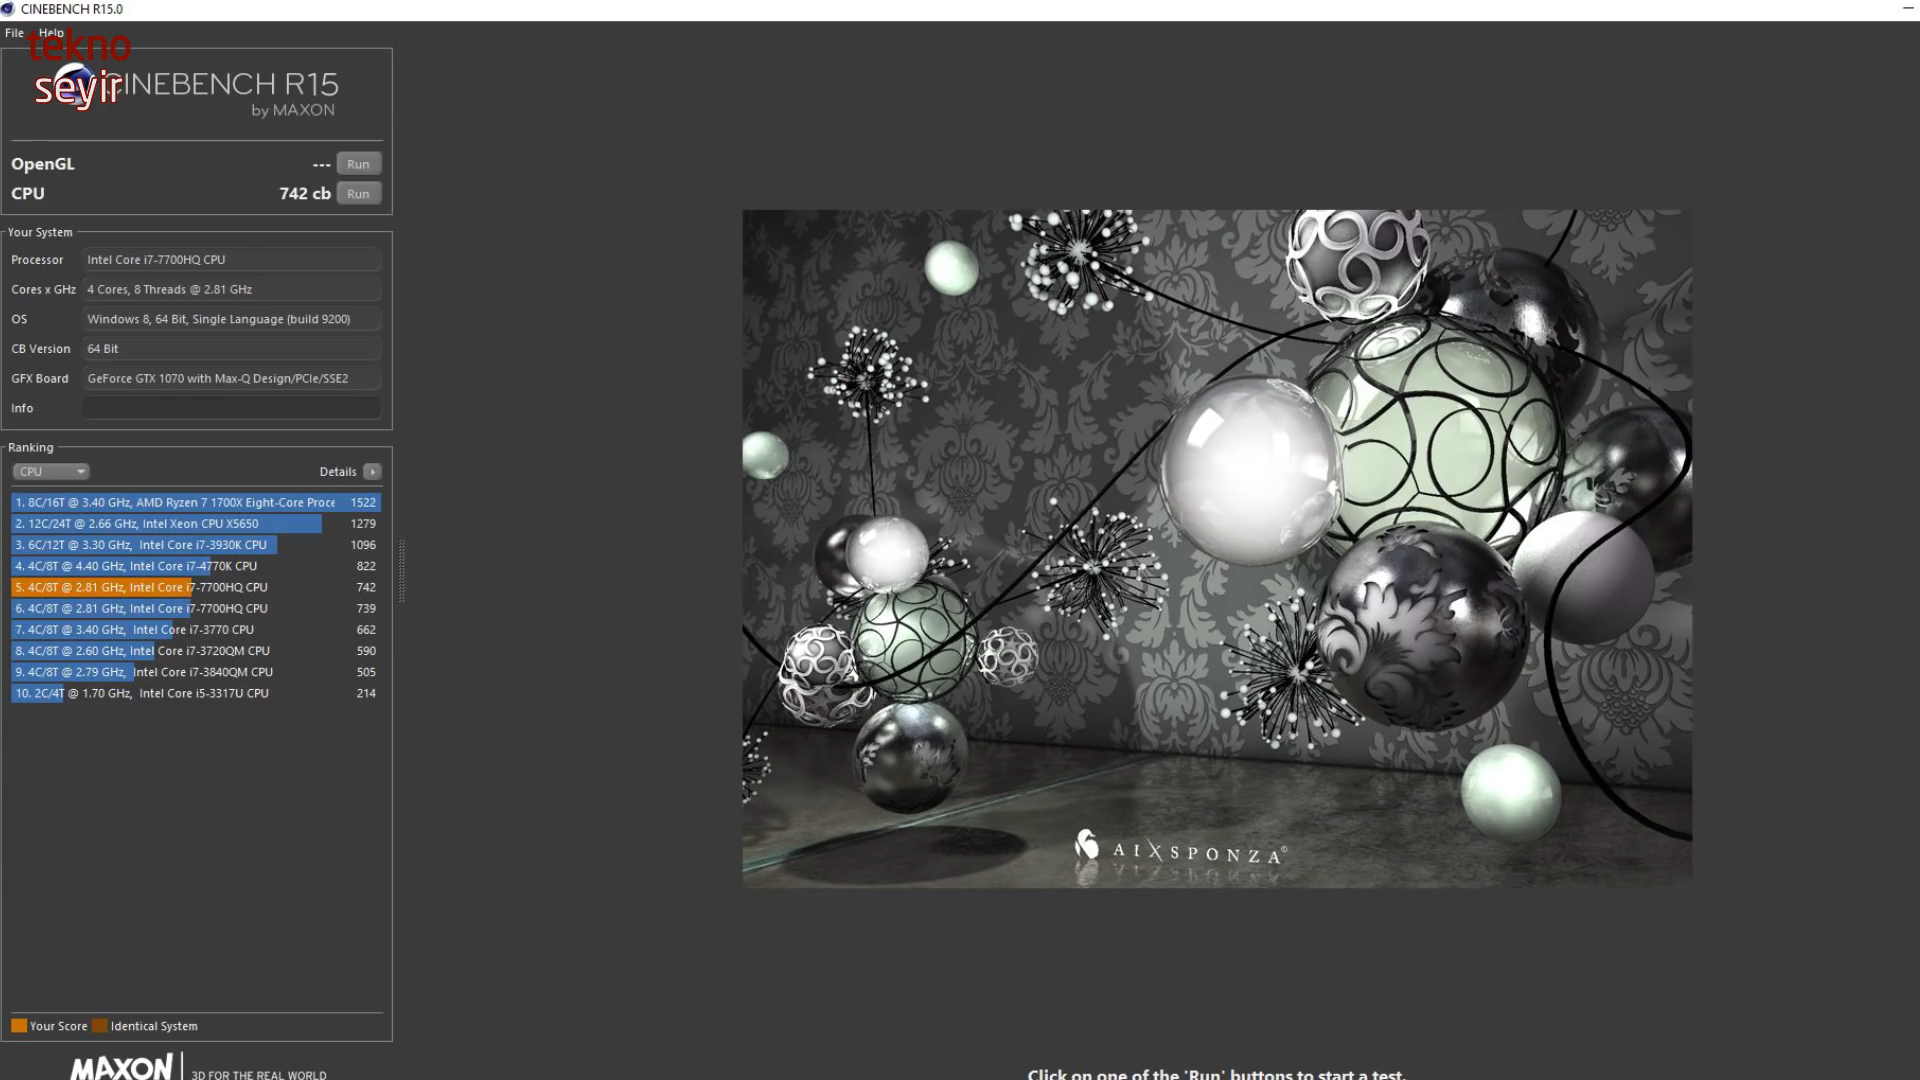 CINEBENCH R15.0
File Help
tekno
seyir
CINEBENCH R15
by MAXON
OpenGL --- Run
CPU 742 cb Run
Your System
Processor Intel Core i7-7700HQ CPU
Cores x GHz 4 Cores, 8 Threads @ 2.81 GHz
OS Windows 8, 64 Bit, Single Language (build 9200)
CB Version 64 Bit
GFX Board GeForce GTX 1070 with Max-Q Design/PCIe/SSE2
Info
Ranking
CPU Details
1. 8C/16T @ 3.40 GHz, AMD Ryzen 7 1700X Eight-Core Proce 1522
2. 12C/24T @ 2.66 GHz, Intel Xeon CPU X5650 1279
3. 6C/12T @ 3.30 GHz, Intel Core i7-3930K CPU 1096
4. 4C/8T @ 4.40 GHz, Intel Core i7-4770K CPU 822
5. 4C/8T @ 2.81 GHz, Intel Core i7-7700HQ CPU 742
6. 4C/8T @ 2.81 GHz, Intel Core i7-7700HQ CPU 739
7. 4C/8T @ 3.40 GHz, Intel Core i7-3770 CPU 662
8. 4C/8T @ 2.60 GHz, Intel Core i7-3720QM CPU 590
9. 4C/8T @ 2.79 GHz, Intel Core i7-3840QM CPU 505
10. 2C/4T @ 1.70 GHz, Intel Core i5-3317U CPU 214
AIXSPONZA©
Your Score Identical System
MAXON 3D FOR THE REAL WORLD
Click on one of the 'Run' buttons to start a test.